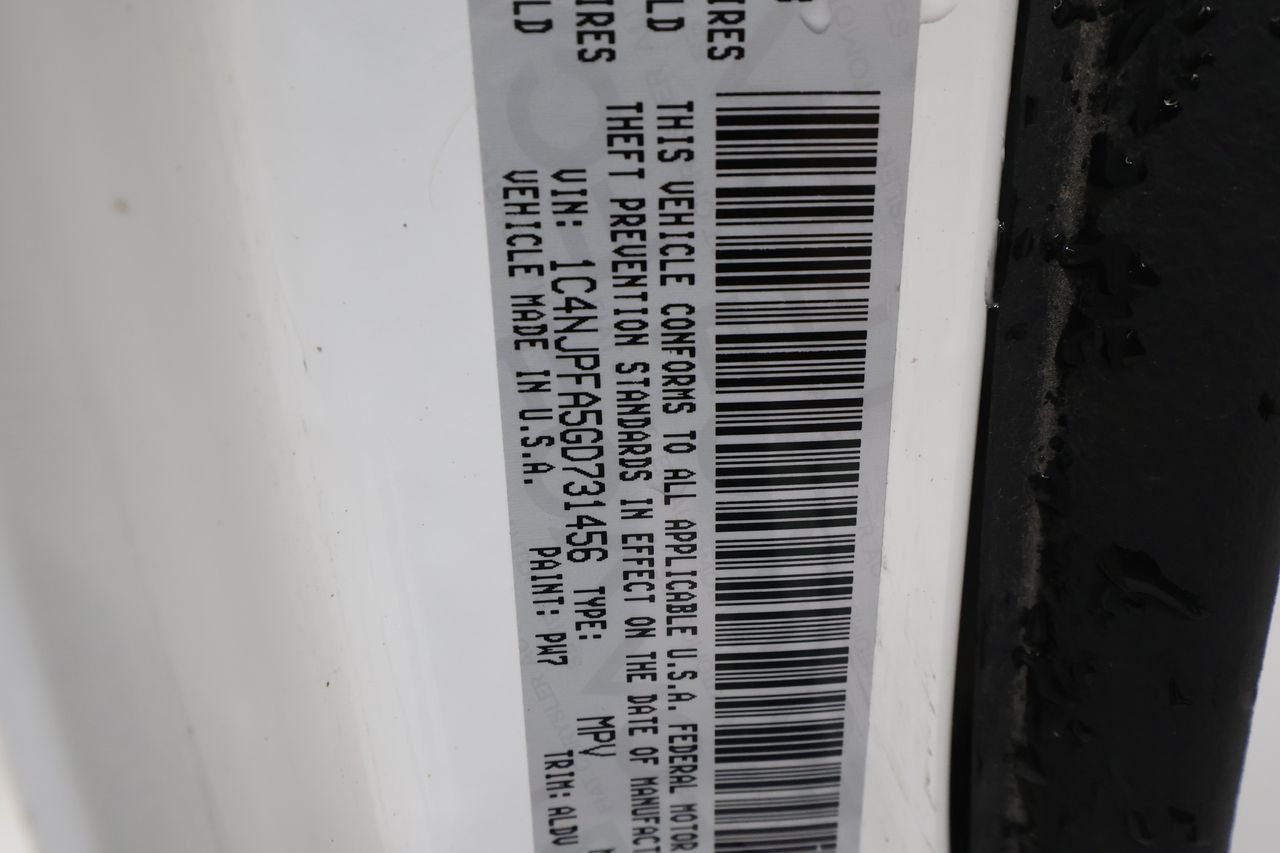 IRES
LD
THIS VEHICLE CONFORMS TO ALL APPLICABLE U.S.A. FEDERAL MOTOR
THEFT PREVENTION STANDARDS IN EFFECT ON THE DATE OF MANUFACT
IRES VIN: 1C4NJPFA5GD731456 TYPE: MPV
LD VEHICLE MADE IN U.S.A. PAINT: PW7 TRIM: ALDV